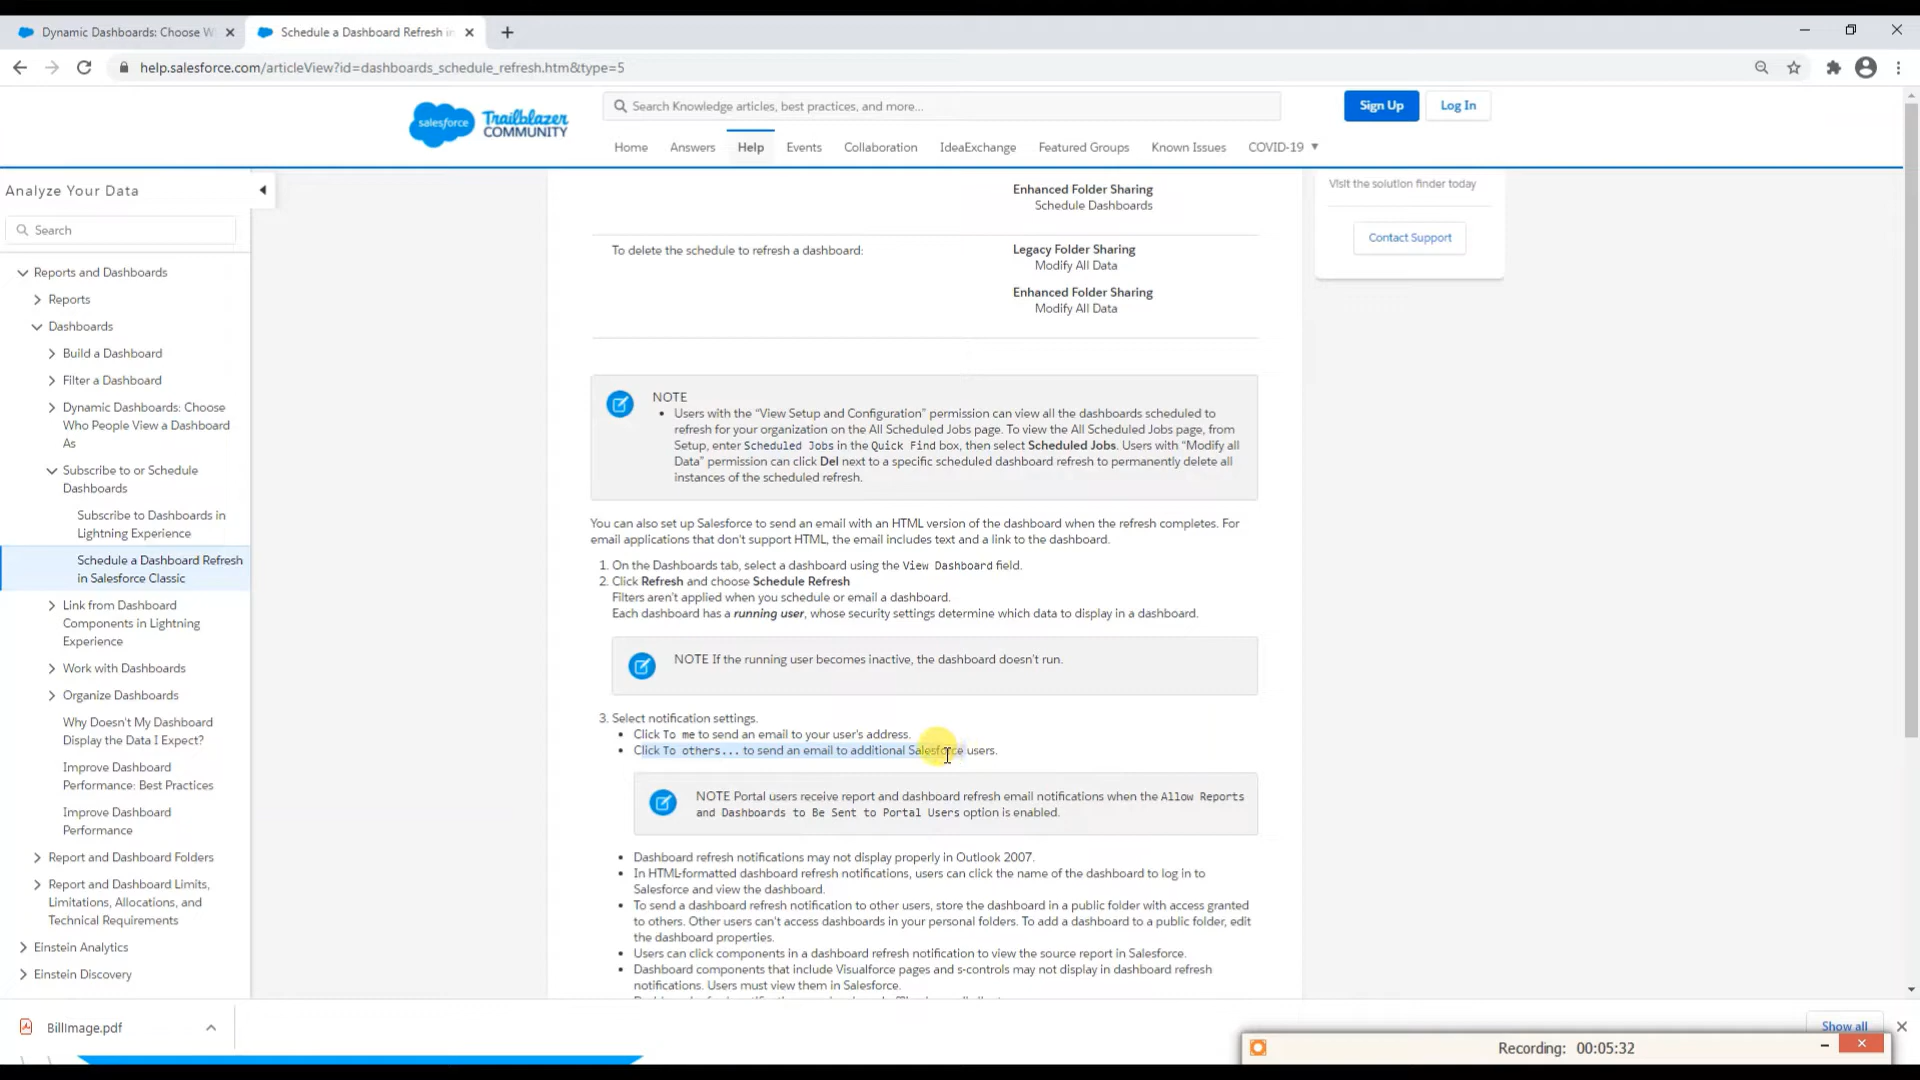 Dynamic Dashboards: Choose W
Schedule a Dashboard Refresh in
help.salesforce.com/articleView?id=dashboards_schedule_refresh.htm&type=5
salesforce
Trailblazer
COMMUNITY
Search Knowledge articles, best practices, and more...
Sign Up
Log In
Home
Answers
Help
Events
Collaboration
IdeaExchange
Featured Groups
Known Issues
COVID-19
Analyze Your Data
Search
Reports and Dashboards
Reports
Dashboards
Build a Dashboard
Filter a Dashboard
Dynamic Dashboards: Choose
Who People View a Dashboard
As
Subscribe to or Schedule
Dashboards
Subscribe to Dashboards in
Lightning Experience
Schedule a Dashboard Refresh
in Salesforce Classic
Link from Dashboard
Components in Lightning
Experience
Work with Dashboards
Organize Dashboards
Why Doesn't My Dashboard
Display the Data I Expect?
Improve Dashboard
Performance: Best Practices
Improve Dashboard
Performance
Report and Dashboard Folders
Report and Dashboard Limits,
Limitations, Allocations, and
Technical Requirements
Einstein Analytics
Einstein Discovery
Enhanced Folder Sharing
Schedule Dashboards
To delete the schedule to refresh a dashboard:
Legacy Folder Sharing
Modify All Data
Enhanced Folder Sharing
Modify All Data
NOTE
• Users with the “View Setup and Configuration” permission can view all the dashboards scheduled to
refresh for your organization on the All Scheduled Jobs page. To view the All Scheduled Jobs page, from
Setup, enter Scheduled Jobs in the Quick Find box, then select Scheduled Jobs. Users with “Modify all
Data” permission can click Del next to a specific scheduled dashboard refresh to permanently delete all
instances of the scheduled refresh.
You can also set up Salesforce to send an email with an HTML version of the dashboard when the refresh completes. For
email applications that don't support HTML, the email includes text and a link to the dashboard.
1. On the Dashboards tab, select a dashboard using the View Dashboard field.
2. Click Refresh and choose Schedule Refresh
Filters aren't applied when you schedule or email a dashboard.
Each dashboard has a running user, whose security settings determine which data to display in a dashboard.
NOTE If the running user becomes inactive, the dashboard doesn't run.
3. Select notification settings.
• Click To me to send an email to your user's address.
• Click To others... to send an email to additional Salesforce users.
NOTE Portal users receive report and dashboard refresh email notifications when the Allow Reports
and Dashboards to Be Sent to Portal Users option is enabled.
• Dashboard refresh notifications may not display properly in Outlook 2007.
• In HTML-formatted dashboard refresh notifications, users can click the name of the dashboard to log in to
Salesforce and view the dashboard.
• To send a dashboard refresh notification to other users, store the dashboard in a public folder with access granted
to others. Other users can't access dashboards in your personal folders. To add a dashboard to a public folder, edit
the dashboard properties.
• Users can click components in a dashboard refresh notification to view the source report in Salesforce.
• Dashboard components that include Visualforce pages and s-controls may not display in dashboard refresh
notifications. Users must view them in Salesforce.
Visit the solution finder today
Contact Support
BillImage.pdf
Show all
Recording: 00:05:32